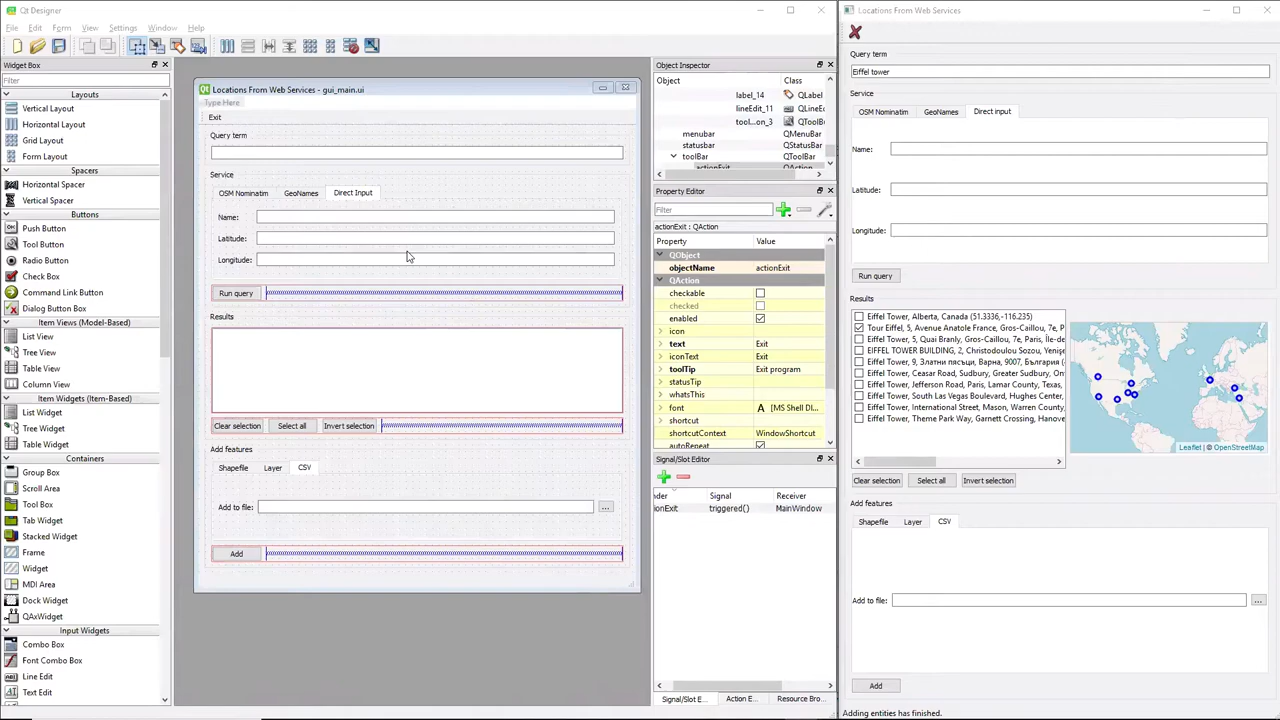 Qt Designer
File Edit Form View Settings Window Help
Widget Box
Filter
Layouts
Vertical Layout
Horizontal Layout
Grid Layout
Form Layout
Spacers
Horizontal Spacer
Vertical Spacer
Buttons
Push Button
Tool Button
Radio Button
Check Box
Command Link Button
Dialog Button Box
Item Views (Model-Based)
List View
Tree View
Table View
Column View
Item Widgets (Item-Based)
List Widget
Tree Widget
Table Widget
Containers
Group Box
Scroll Area
Tool Box
Tab Widget
Stacked Widget
Frame
Widget
MDI Area
Dock Widget
QAxWidget
Input Widgets
Combo Box
Font Combo Box
Line Edit
Text Edit
Locations From Web Services - gui_main.ui
Type Here
Exit
Query term
Service
OSM Nominatim GeoNames Direct Input
Name:
Latitude:
Longitude:
Run query
Results
Clear selection Select all Invert selection
Add features
Shapefile Layer CSV
Add to file: ...
Add
Object Inspector
Object Class
label_14 QLabel
lineEdit_11 QLineE
tool...on_3 QToolB
menubar QMenuBar
statusbar QStatusBar
toolBar QToolBar
actionExit QAction
Property Editor
Filter
actionExit : QAction
Property Value
QObject
objectName actionExit
QAction
checkable
checked
enabled
icon
text Exit
iconText Exit
toolTip Exit program
statusTip
whatsThis
font A [MS Shell Dl...
shortcut
shortcutContext WindowShortcut
autoRepeat
Signal/Slot Editor
nder Signal Receiver
ionExit triggered() MainWindow
Signal/Slot E... Action E... Resource Bro...
Locations From Web Services
Query term
Eiffel tower
Service
OSM Nominatim GeoNames Direct input
Name:
Latitude:
Longitude:
Run query
Results
Eiffel Tower, Alberta, Canada (51.3336,-116.235)
Tour Eiffel, 5, Avenue Anatole France, Gros-Caillou, 7e, P
Eiffel Tower, 5, Quai Branly, Gros-Caillou, 7e, Paris, Île-de
EIFFEL TOWER BUILDING, 2, Christodoulou Sozou, Yeniş
Eiffel Tower, 9, Златни пясъци, Варна, 9007, България (
Eiffel Tower, Ceasar Road, Sudbury, Greater Sudbury, On
Eiffel Tower, Jefferson Road, Paris, Lamar County, Texas,
Eiffel Tower, South Las Vegas Boulevard, Hughes Center,
Eiffel Tower, International Street, Mason, Warren County
Eiffel Tower, Theme Park Way, Garnett Crossing, Hanove
Leaflet | © OpenStreetMap
Clear selection Select all Invert selection
Add features
Shapefile Layer CSV
Add to file: ...
Add
Adding entities has finished.